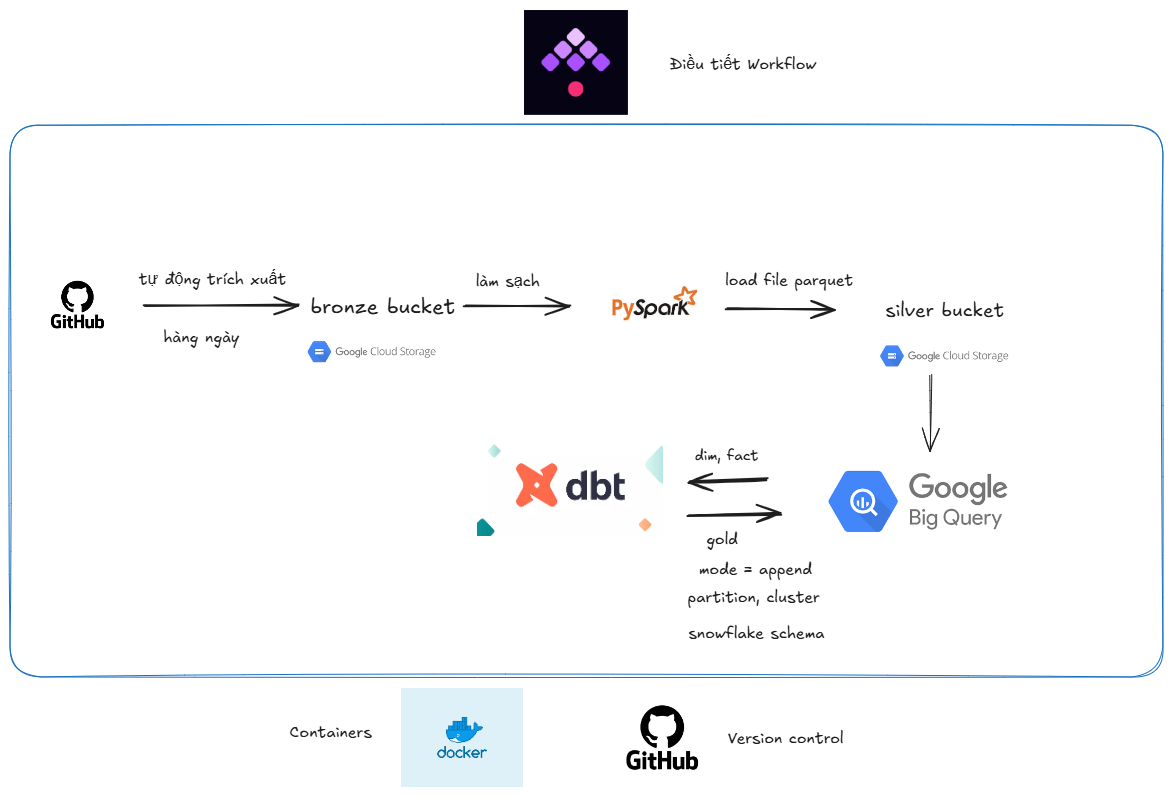 Điều tiết Workflow
tự động trích xuất
hàng ngày
GitHub
bronze bucket
Google Cloud Storage
làm sạch
PySpark
load file parquet
silver bucket
Google Cloud Storage
dbt
dim, fact
gold
mode = append
partition, cluster
snowflake schema
Google
Big Query
Containers
docker
GitHub
Version control